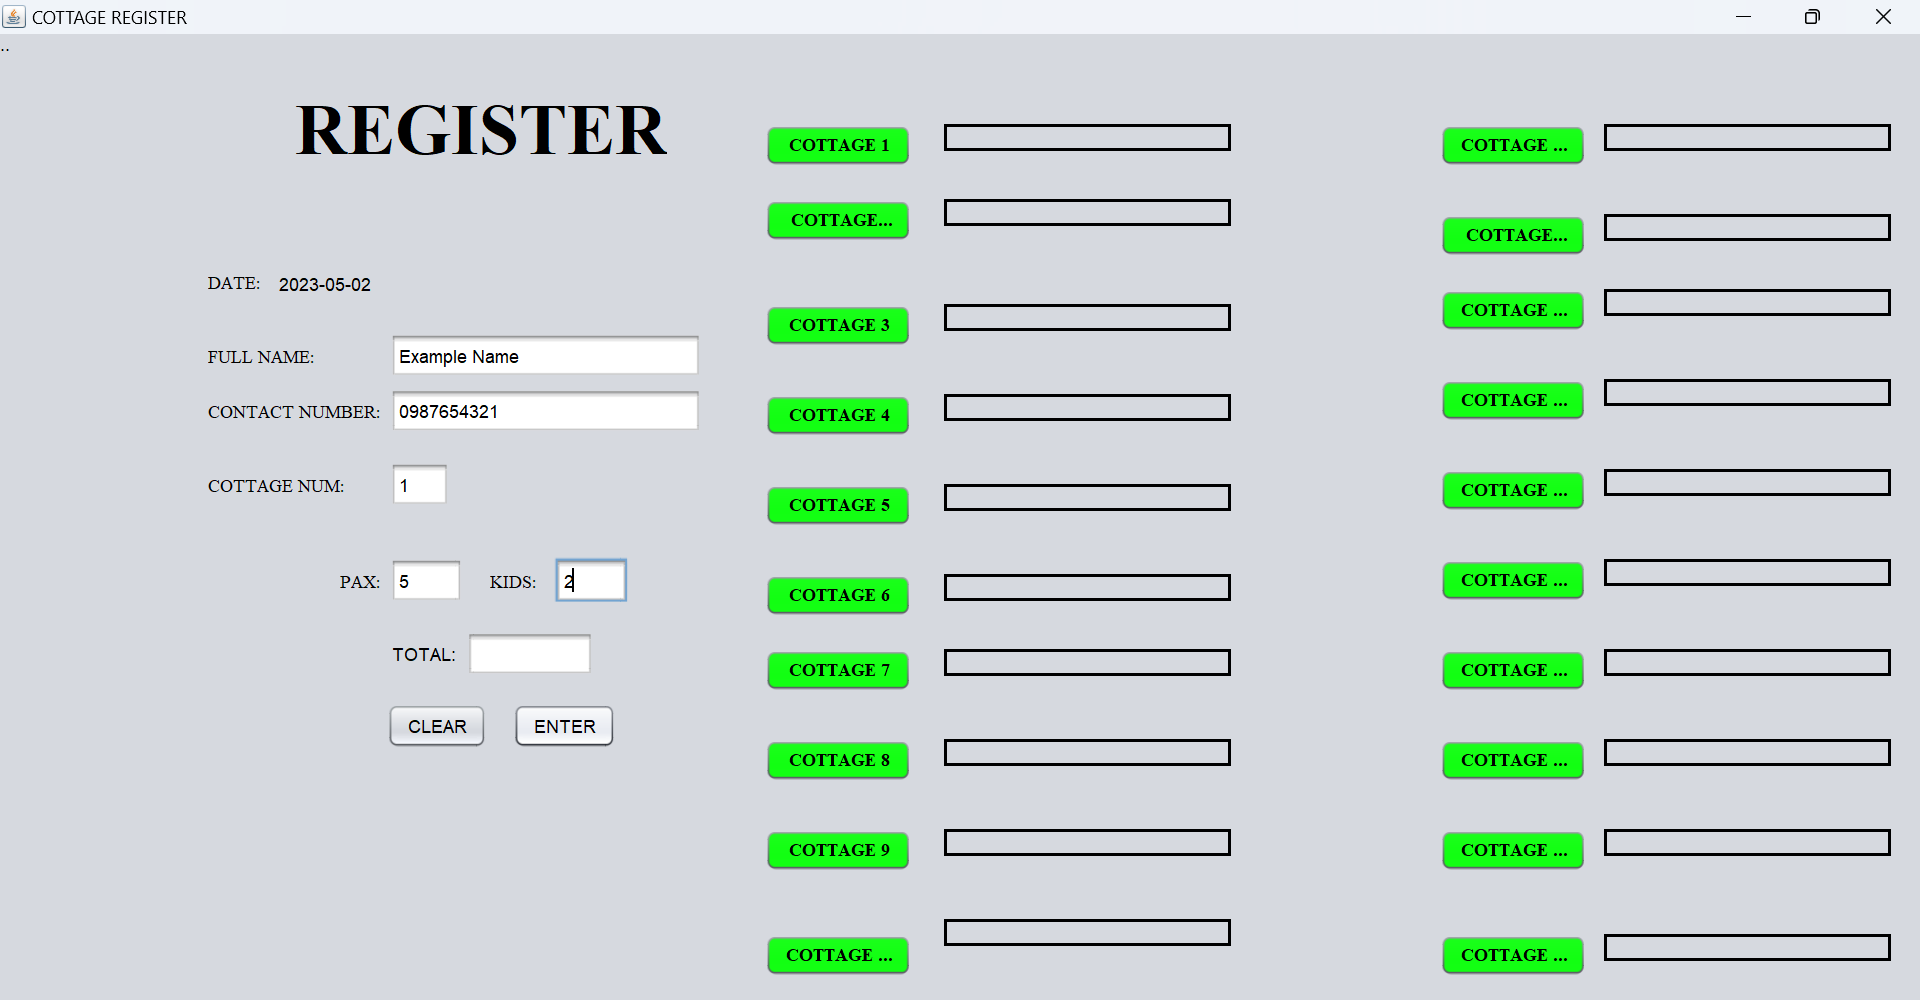 COTTAGE REGISTER
..
REGISTER
DATE: 2023-05-02
FULL NAME: Example Name
CONTACT NUMBER: 0987654321
COTTAGE NUM: 1
PAX: 5 KIDS: 2
TOTAL:
CLEAR ENTER
COTTAGE 1
COTTAGE...
COTTAGE 3
COTTAGE 4
COTTAGE 5
COTTAGE 6
COTTAGE 7
COTTAGE 8
COTTAGE 9
COTTAGE ...
COTTAGE ...
COTTAGE...
COTTAGE ...
COTTAGE ...
COTTAGE ...
COTTAGE ...
COTTAGE ...
COTTAGE ...
COTTAGE ...
COTTAGE ...